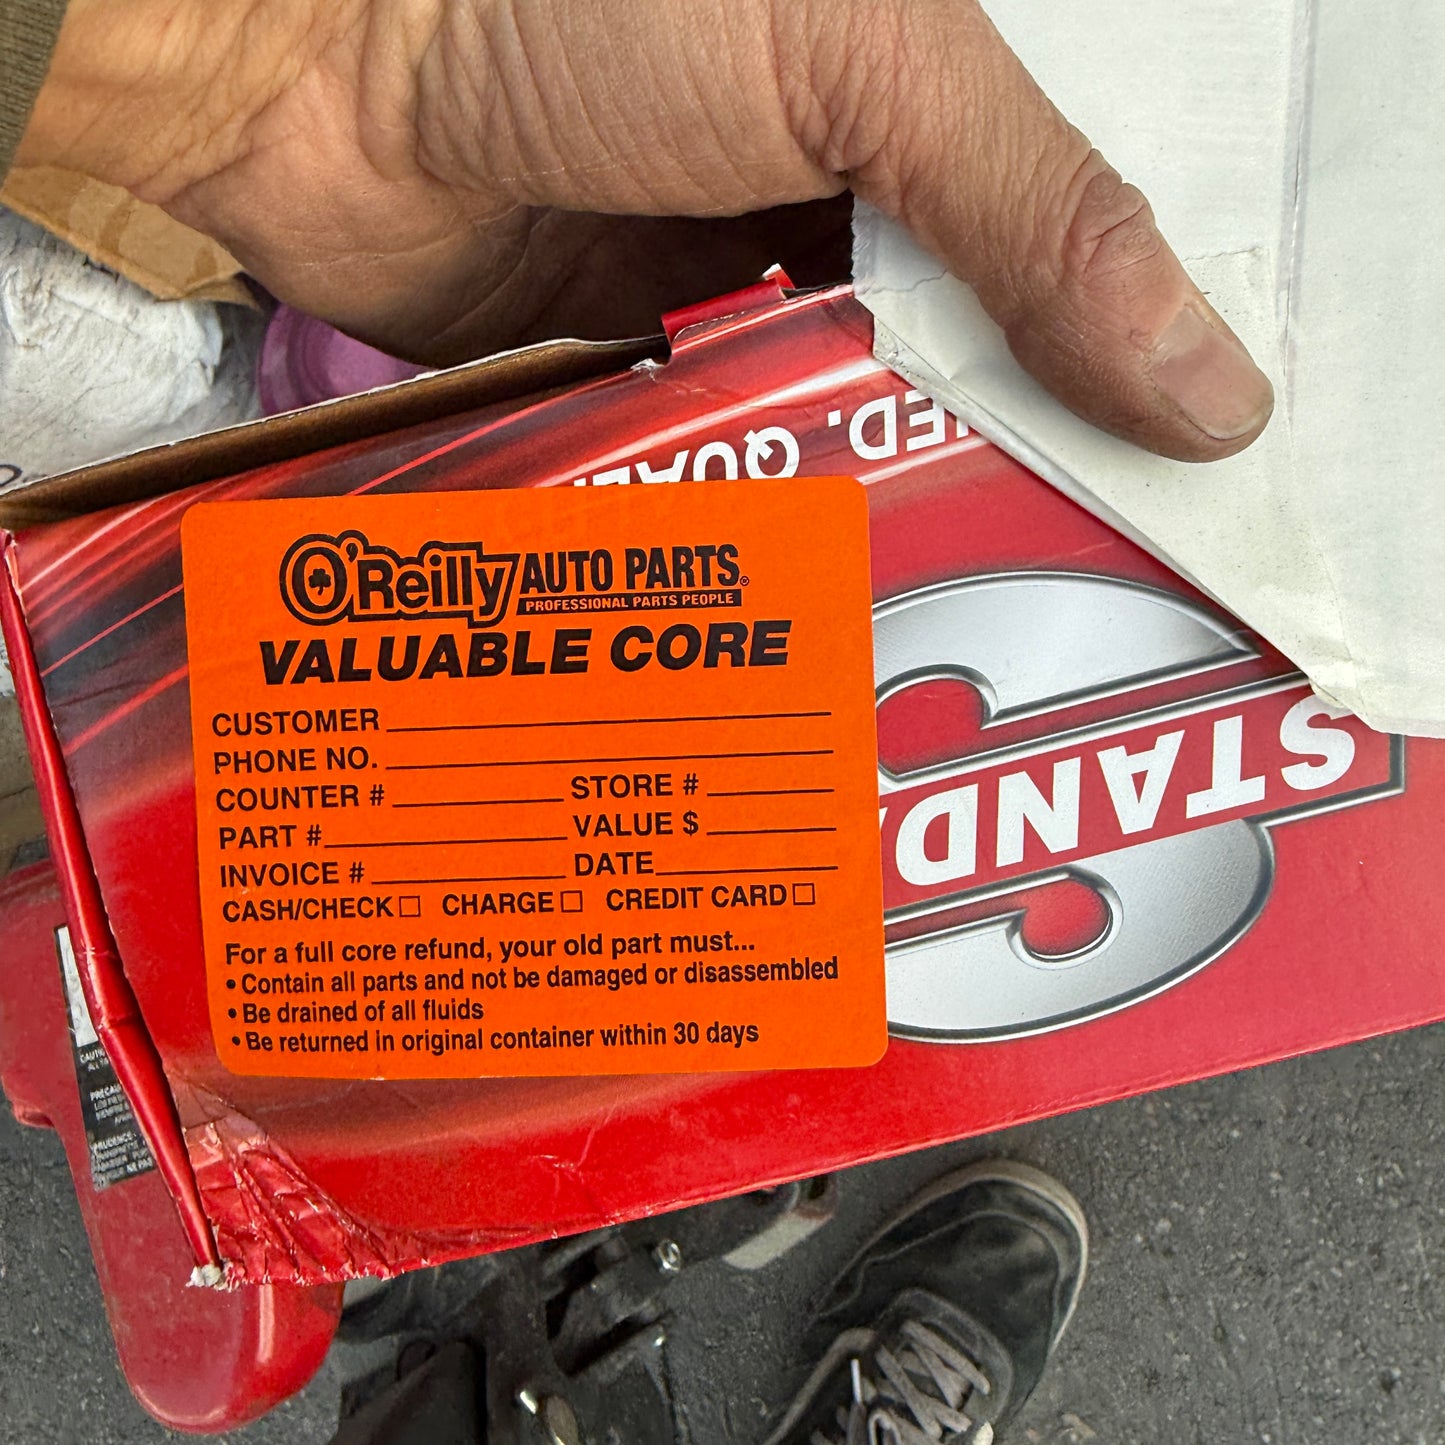 O'Reilly AUTO PARTS®
PROFESSIONAL PARTS PEOPLE
VALUABLE CORE
CUSTOMER
PHONE NO.
COUNTER # STORE #
PART # VALUE $
INVOICE # DATE
CASH/CHECK □ CHARGE □ CREDIT CARD □
For a full core refund, your old part must...
• Contain all parts and not be damaged or disassembled
• Be drained of all fluids
• Be returned in original container within 30 days
STANDA